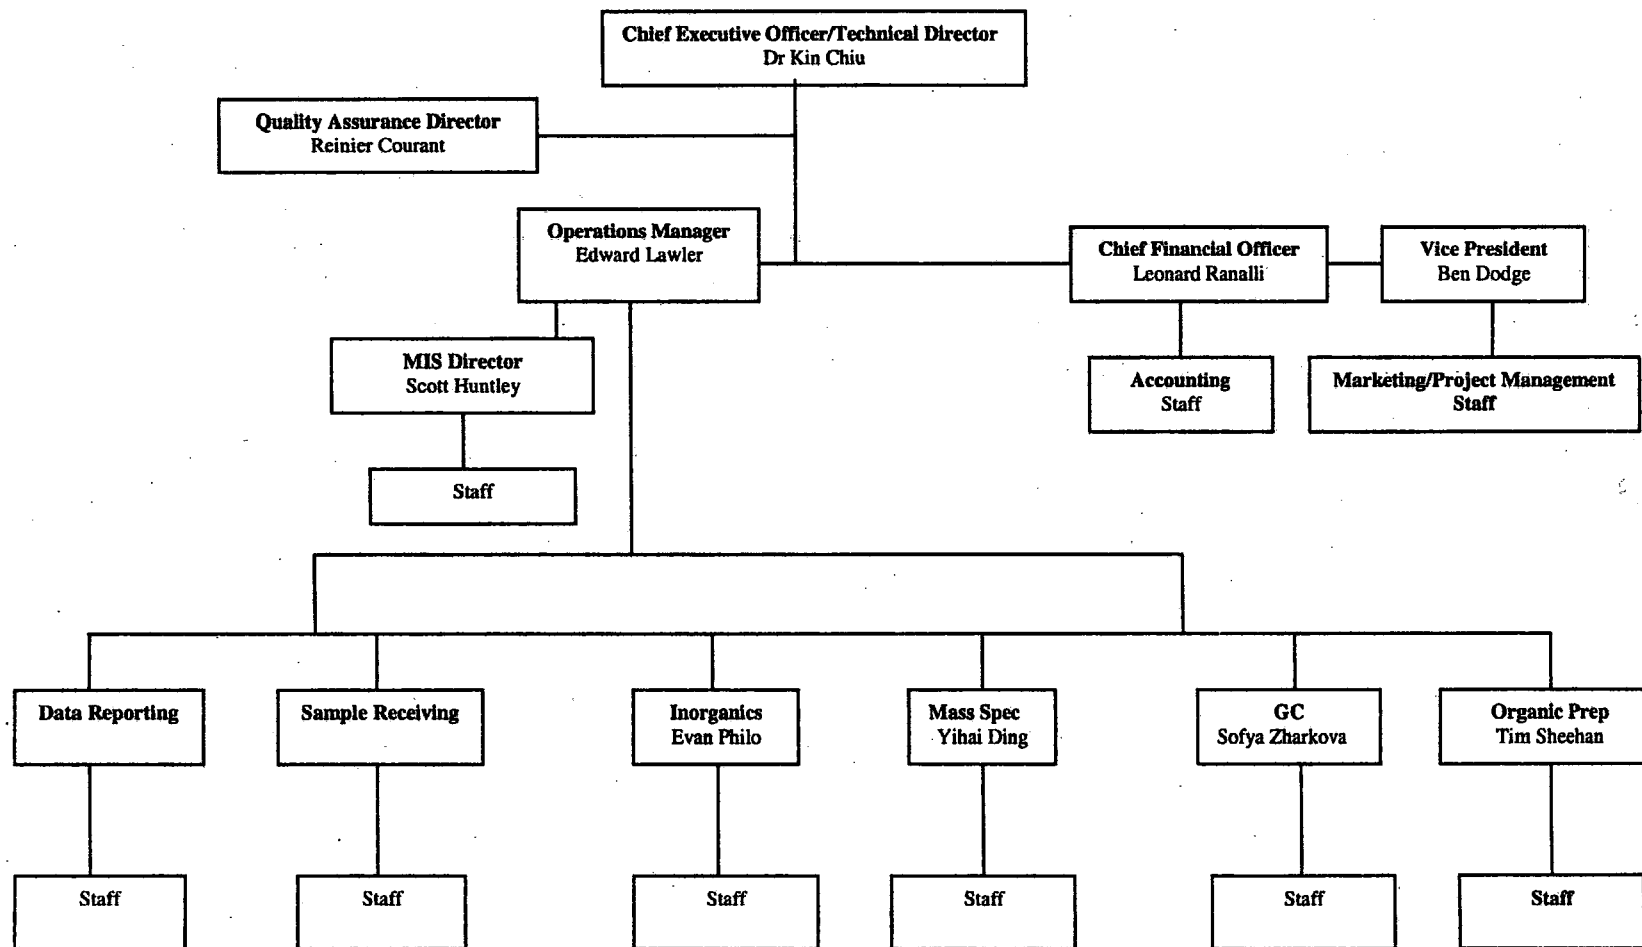 Chief Executive Officer/Technical Director
Dr Kin Chiu
Quality Assurance Director
Reinier Courant
Operations Manager
Edward Lawler
Chief Financial Officer
Leonard Ranalli
Vice President
Ben Dodge
MIS Director
Scott Huntley
Accounting
Staff
Marketing/Project Management
Staff
Staff
Data Reporting
Sample Receiving
Inorganics
Evan Philo
Mass Spec
Yihai Ding
GC
Sofya Zharkova
Organic Prep
Tim Sheehan
Staff
Staff
Staff
Staff
Staff
Staff